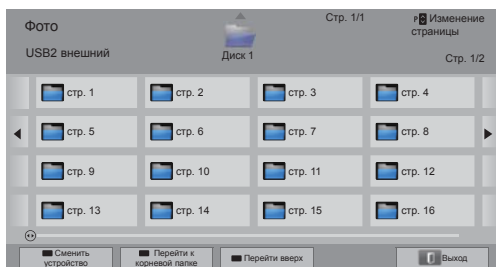 Фото
Стр. 1/1
P Изменение
страницы
USB2 внешний
Диск 1
Стр. 1/2
стр. 1
стр. 2
стр. 3
стр. 4
стр. 5
стр. 6
стр. 7
стр. 8
стр. 9
стр. 10
стр. 11
стр. 12
стр. 13
стр. 14
стр. 15
стр. 16
Сменить
устройство
Перейти к
корневой папке
Перейти вверх
Выход